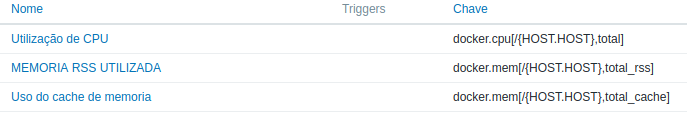 Nome Triggers Chave
Utilização de CPU docker.cpu[/{HOST.HOST},total]
MEMORIA RSS UTILIZADA docker.mem[/{HOST.HOST},total_rss]
Uso do cache de memoria docker.mem[/{HOST.HOST},total_cache]